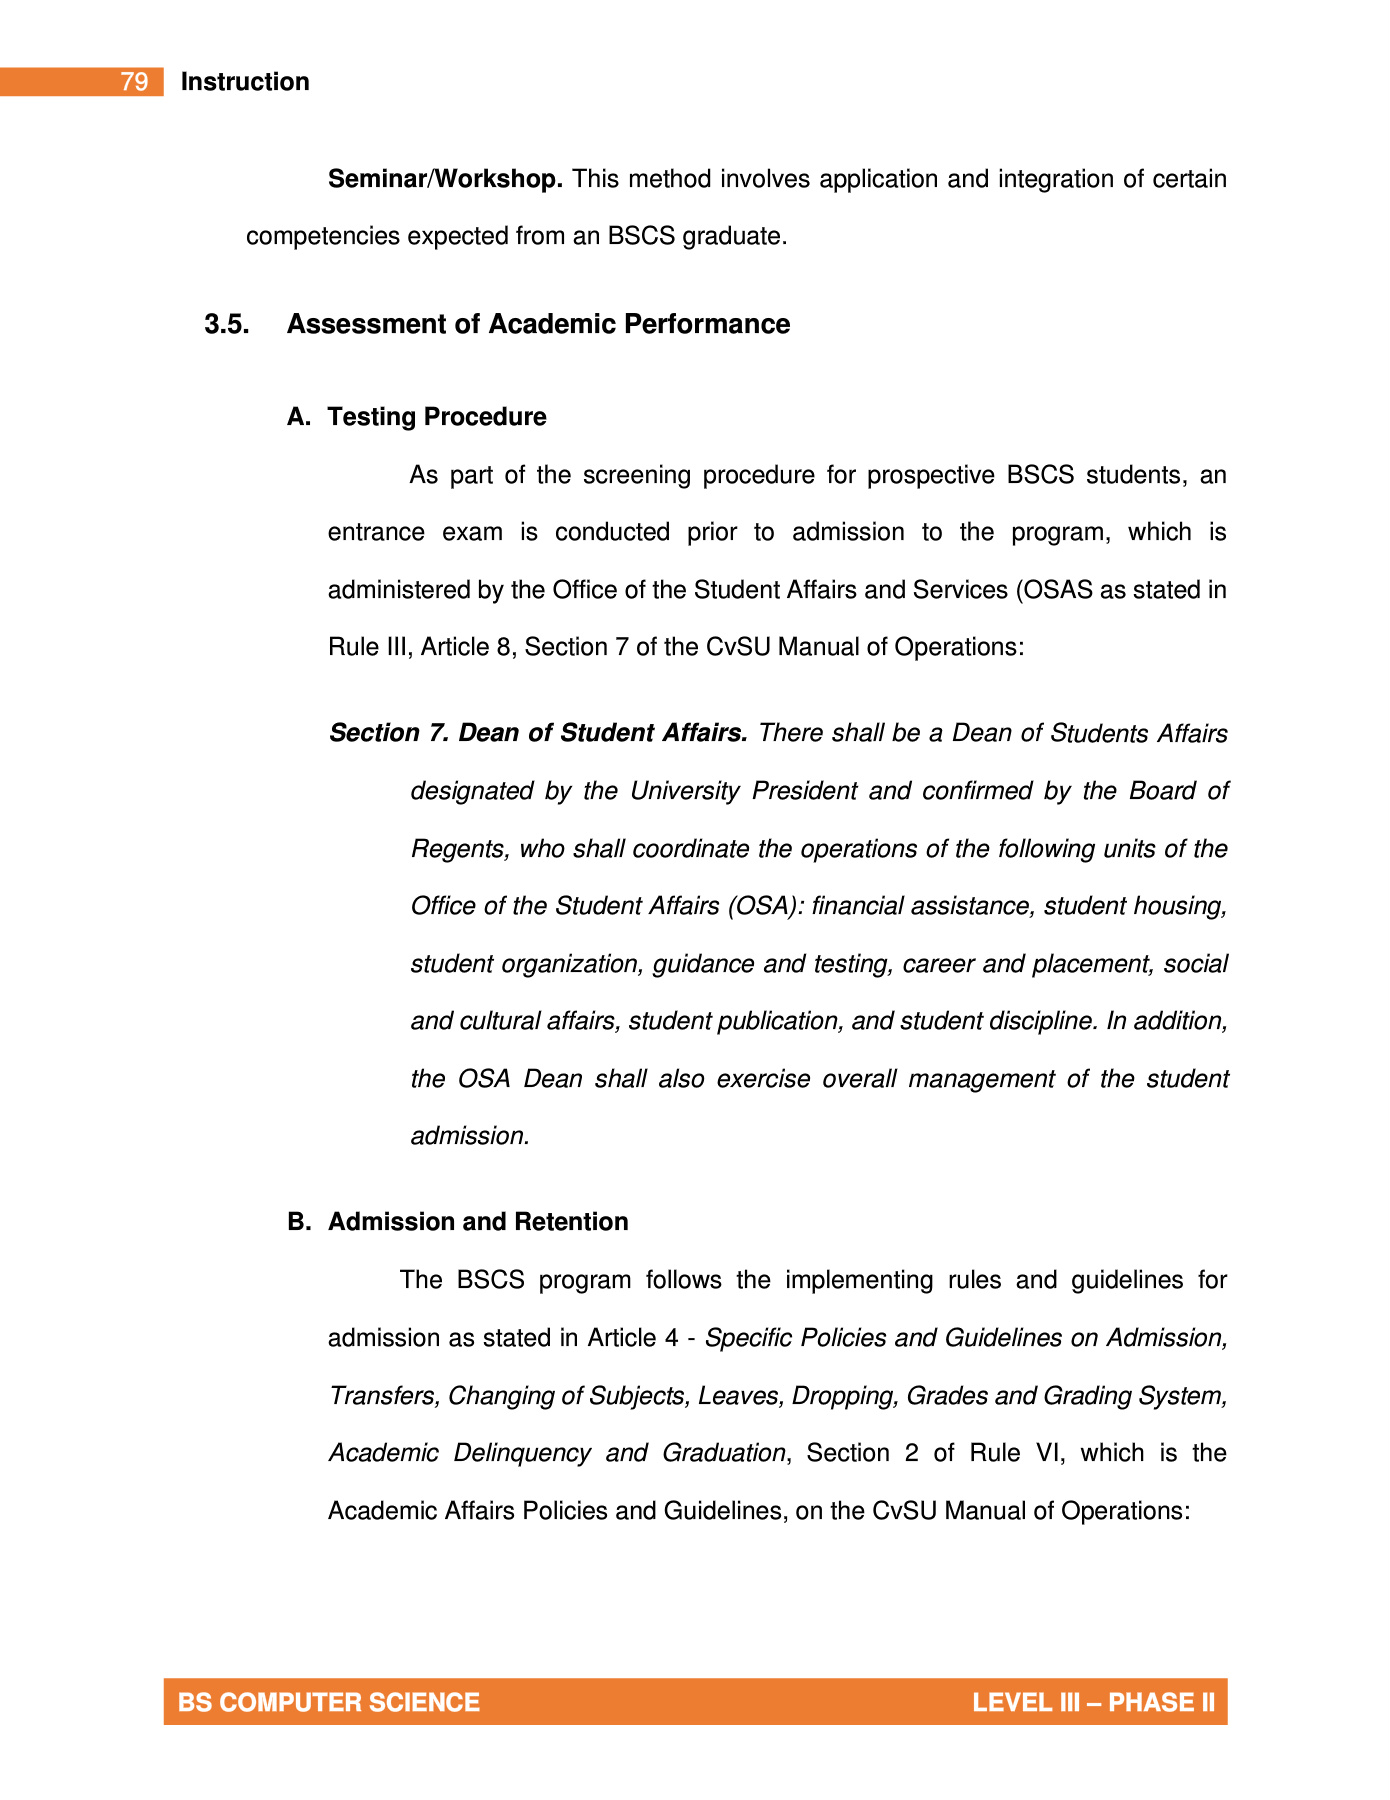 79 Instruction
Seminar/Workshop. This method involves application and integration of certain
competencies expected from an BSCS graduate.
3.5. Assessment of Academic Performance
A. Testing Procedure
As part of the screening procedure for prospective BSCS students, an
entrance exam is conducted prior to admission to the program, which is
administered by the Office of the Student Affairs and Services (OSAS as stated in
Rule III, Article 8, Section 7 of the CvSU Manual of Operations:
Section 7. Dean of Student Affairs. There shall be a Dean of Students Affairs
designated by the University President and confirmed by the Board of
Regents, who shall coordinate the operations of the following units of the
Office of the Student Affairs (OSA): financial assistance, student housing,
student organization, guidance and testing, career and placement, social
and cultural affairs, student publication, and student discipline. In addition,
the OSA Dean shall also exercise overall management of the student
admission.
B. Admission and Retention
The BSCS program follows the implementing rules and guidelines for
admission as stated in Article 4 - Specific Policies and Guidelines on Admission,
Transfers, Changing of Subjects, Leaves, Dropping, Grades and Grading System,
Academic Delinquency and Graduation, Section 2 of Rule VI, which is the
Academic Affairs Policies and Guidelines, on the CvSU Manual of Operations:
BS COMPUTER SCIENCE LEVEL III – PHASE II